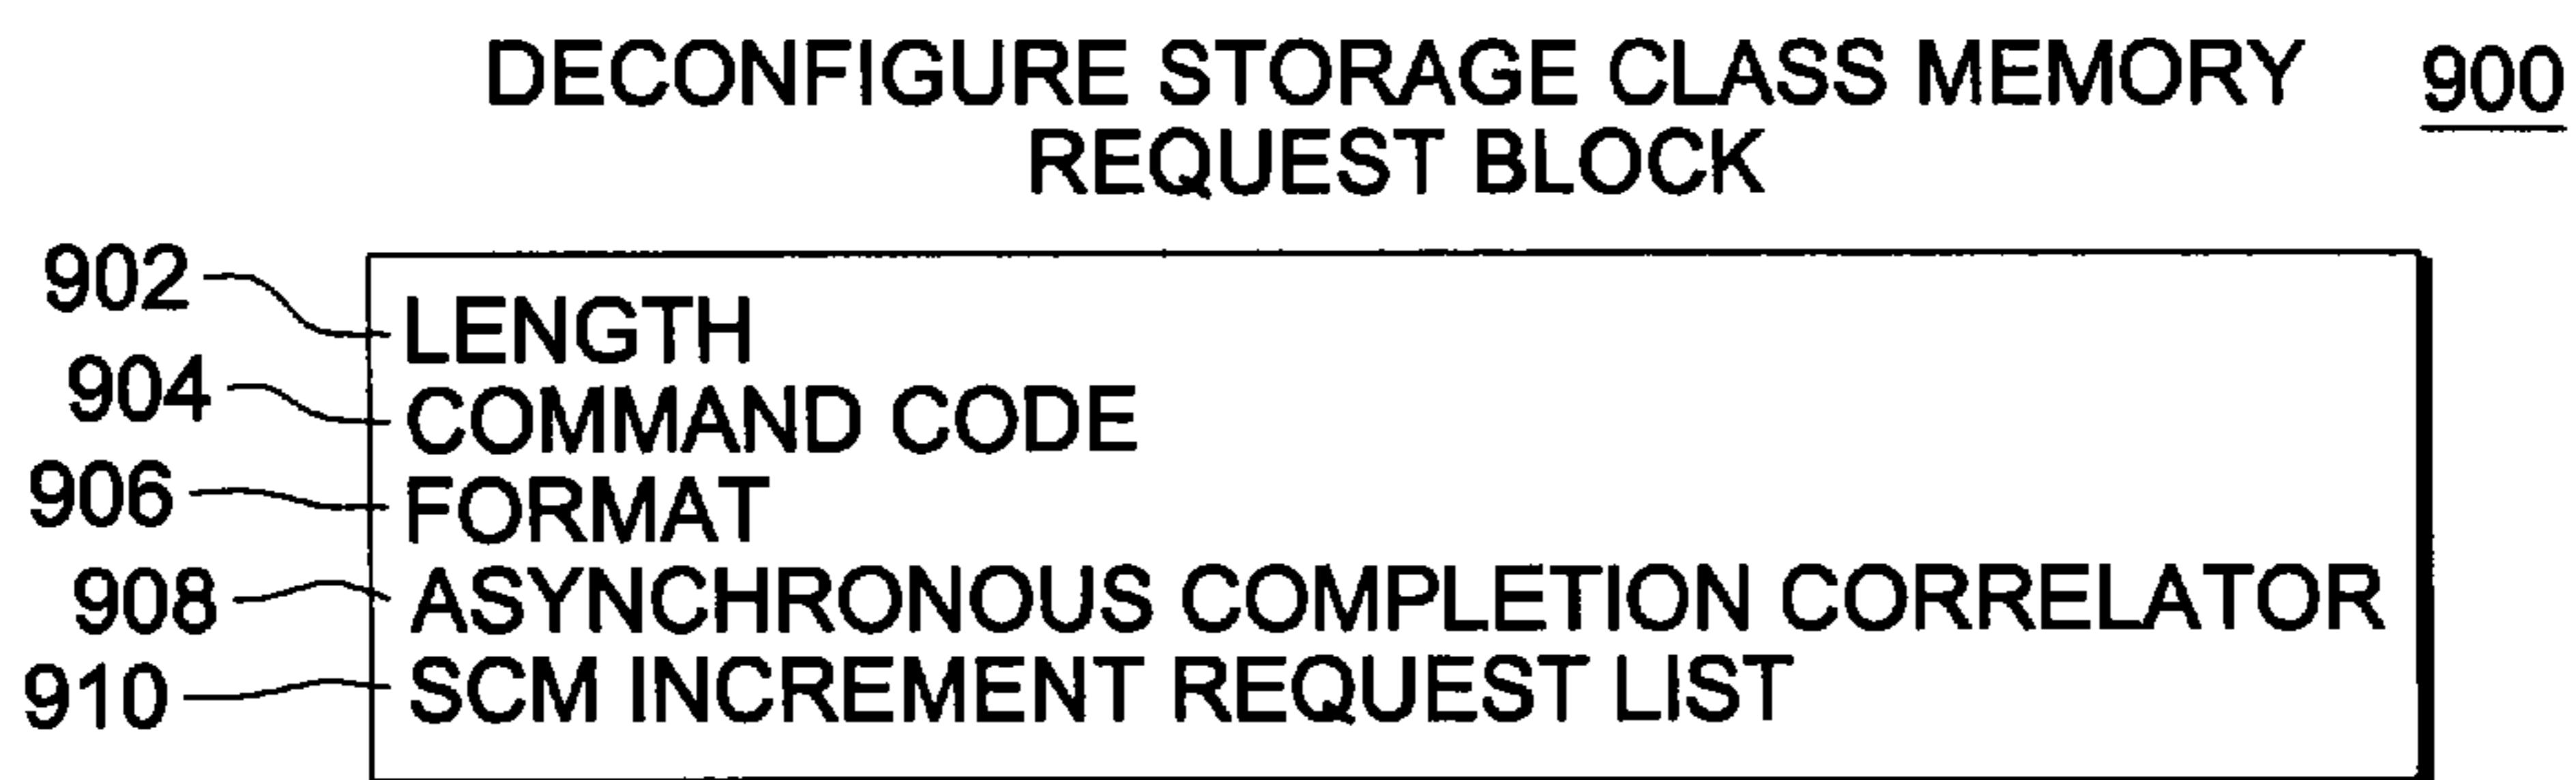 DECONFIGURE STORAGE CLASS MEMORY 900
REQUEST BLOCK
902 LENGTH
904 COMMAND CODE
906 FORMAT
908 ASYNCHRONOUS COMPLETION CORRELATOR
910 SCM INCREMENT REQUEST LIST